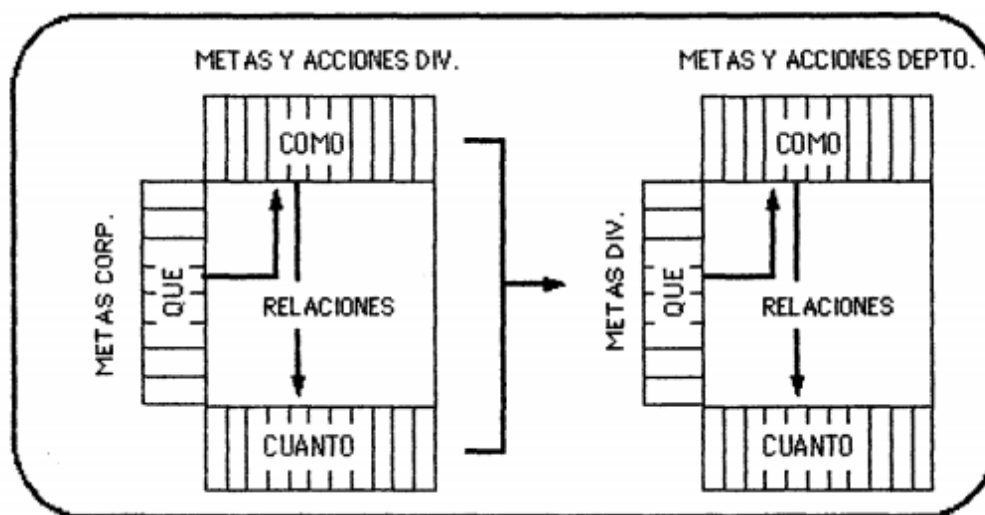 METAS Y ACCIONES DIV.
COMO
METAS CORP.
QUE
RELACIONES
CUANTO
METAS Y ACCIONES DEPTO.
COMO
METAS DIV.
QUE
RELACIONES
CUANTO